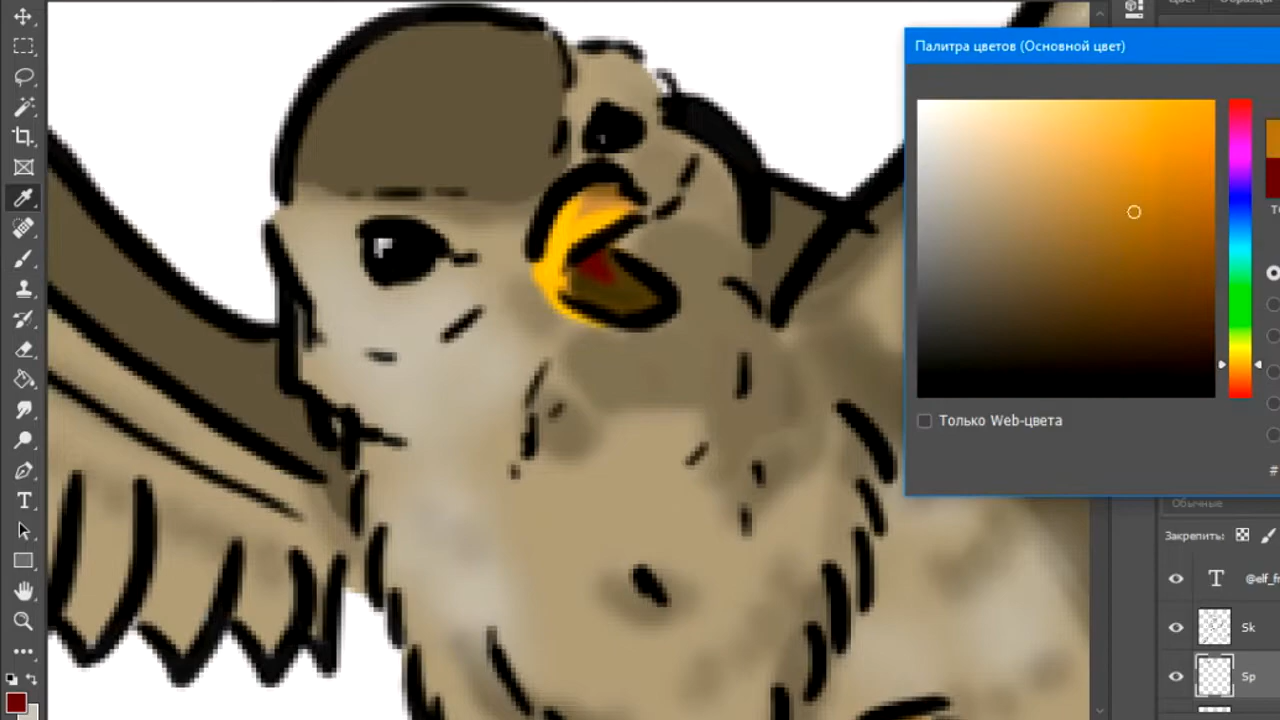 Палитра цветов (Основной цвет)
Только Web-цвета
#
Обычные
Закрепить:
T
Sk
Sp